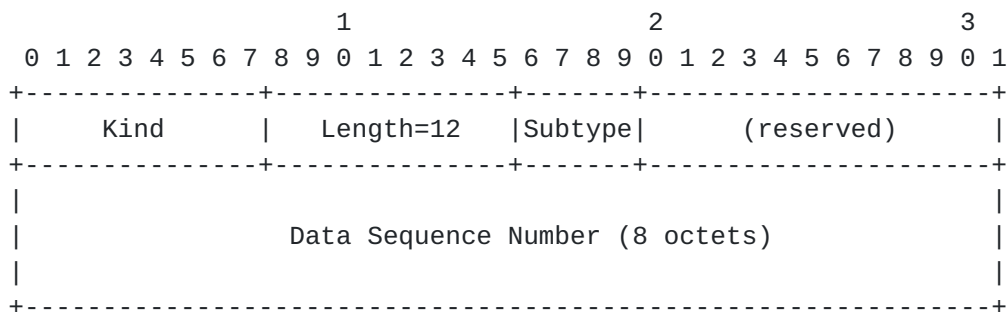 1                   2                   3
 0 1 2 3 4 5 6 7 8 9 0 1 2 3 4 5 6 7 8 9 0 1 2 3 4 5 6 7 8 9 0 1
+---------------+---------------+-------+----------------------+
|     Kind      |   Length=12   |Subtype|      (reserved)      |
+---------------+---------------+-------+----------------------+
|                                                              |
|                 Data Sequence Number (8 octets)              |
|                                                              |
+--------------------------------------------------------------+